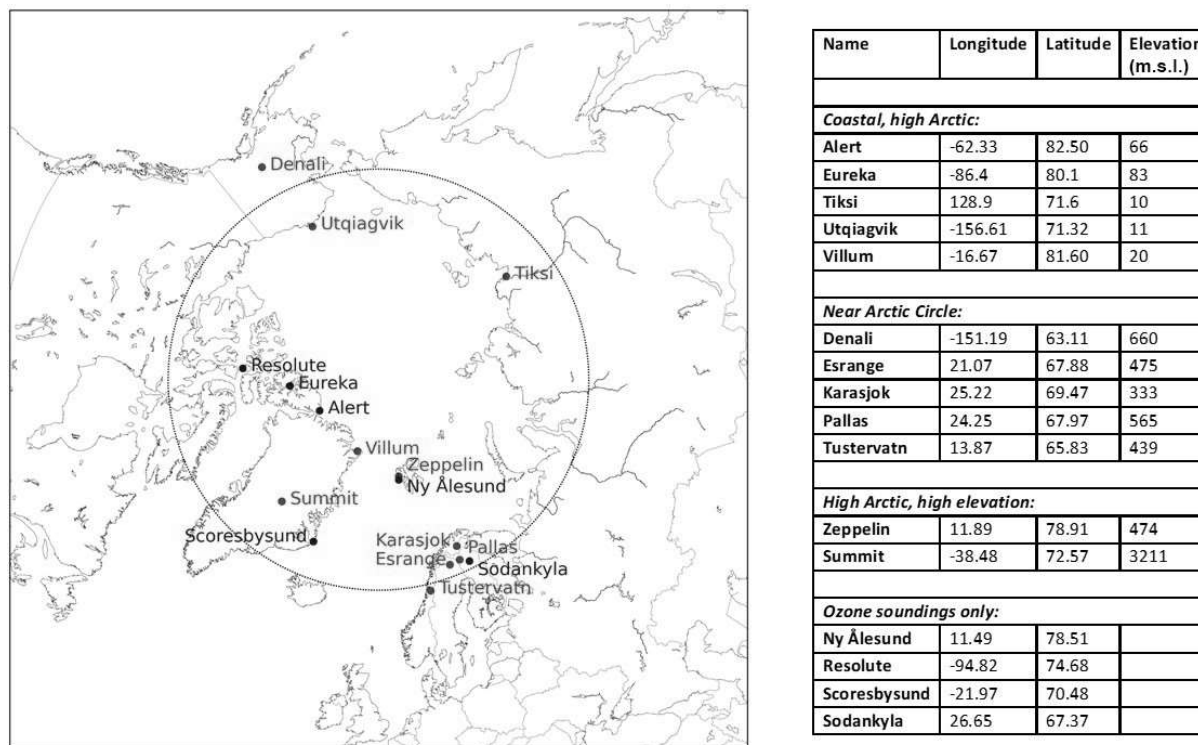 Denali
Utqiagvik
Tiksi
Resolute
Eureka
Alert
Villum
Zeppelin
Ny Ålesund
Summit
Scoresbysund
Karasjok
Pallas
Esrange
Sodankyla
Tustervatn
Name Longitude Latitude Elevation
(m.s.l.)
Coastal, high Arctic:
Alert -62.33 82.50 66
Eureka -86.4 80.1 83
Tiksi 128.9 71.6 10
Utqiagvik -156.61 71.32 11
Villum -16.67 81.60 20
Near Arctic Circle:
Denali -151.19 63.11 660
Esrange 21.07 67.88 475
Karasjok 25.22 69.47 333
Pallas 24.25 67.97 565
Tustervatn 13.87 65.83 439
High Arctic, high elevation:
Zeppelin 11.89 78.91 474
Summit -38.48 72.57 3211
Ozone soundings only:
Ny Ålesund 11.49 78.51
Resolute -94.82 74.68
Scoresbysund -21.97 70.48
Sodankyla 26.65 67.37